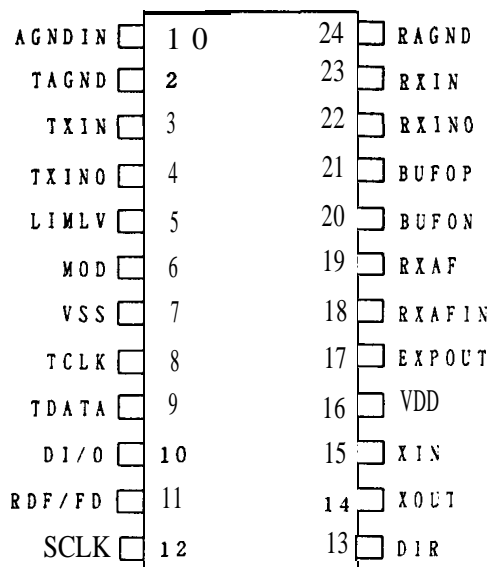 AGNDIN 1 O 24 RAGND
TAGND 2 23 RXIN
TXIN 3 22 RXINO
TXINO 4 21 BUFOP
LIMLV 5 20 BUFON
MOD 6 19 RXAF
VSS 7 18 RXAFIN
TCLK 8 17 EXPOUT
TDATA 9 16 VDD
DI/O 10 15 XIN
RDF/FD 11 14 XOUT
SCLK 12 13 DIR